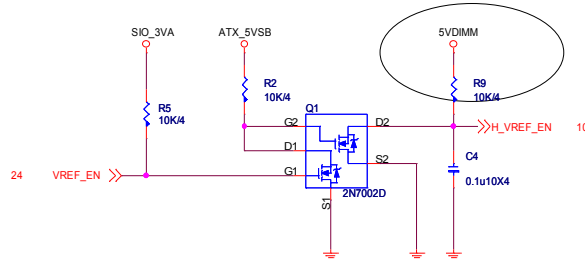 SIO_3VA
ATX_5VSB
5VDIMM
R2
10K/4
R9
10K/4
R5
10K/4
Q1
G2
D2
H_VREF_EN
10
D1
S2
C4
0.1u10X4
24
VREF_EN
G1
2N7002D
S1